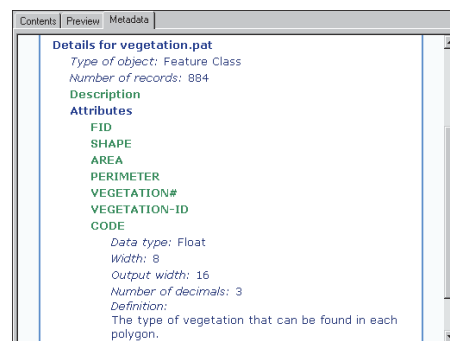 Contents Preview Metadata
Details for vegetation.pat
Type of object: Feature Class
Number of records: 884
Description
Attributes
FID
SHAPE
AREA
PERIMETER
VEGETATION#
VEGETATION-ID
CODE
Data type: Float
Width: 8
Output width: 16
Number of decimals: 3
Definition:
The type of vegetation that can be found in each
polygon.